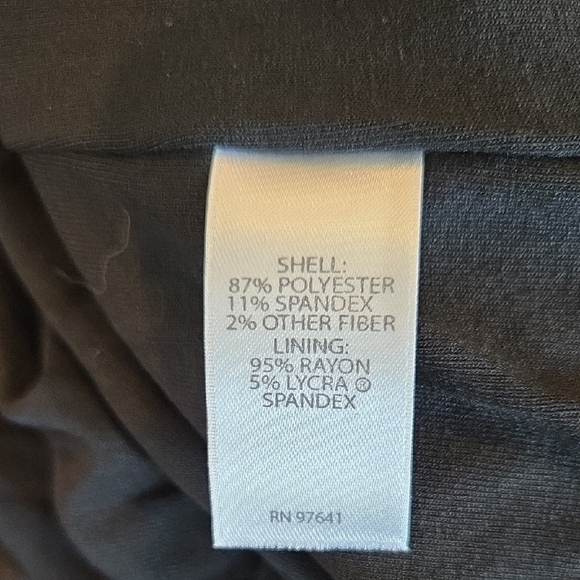 SHELL:
87% POLYESTER
11% SPANDEX
2% OTHER FIBER
LINING:
95% RAYON
5% LYCRA ®
SPANDEX
RN 97641